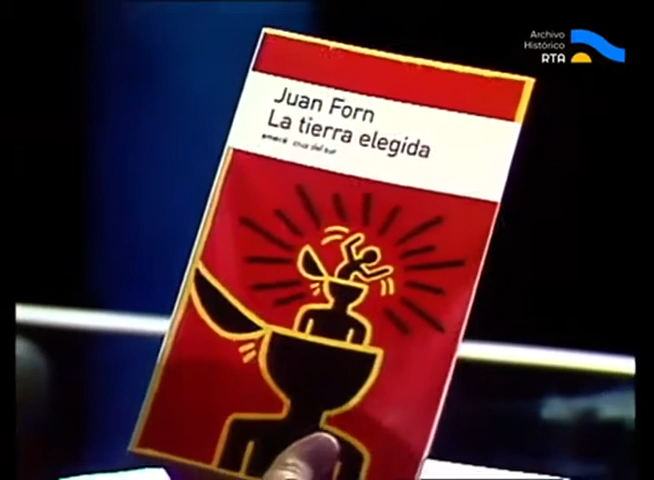 Archivo
Histórico
RTA
Juan Forn
La tierra elegida
emecé cruz del sur